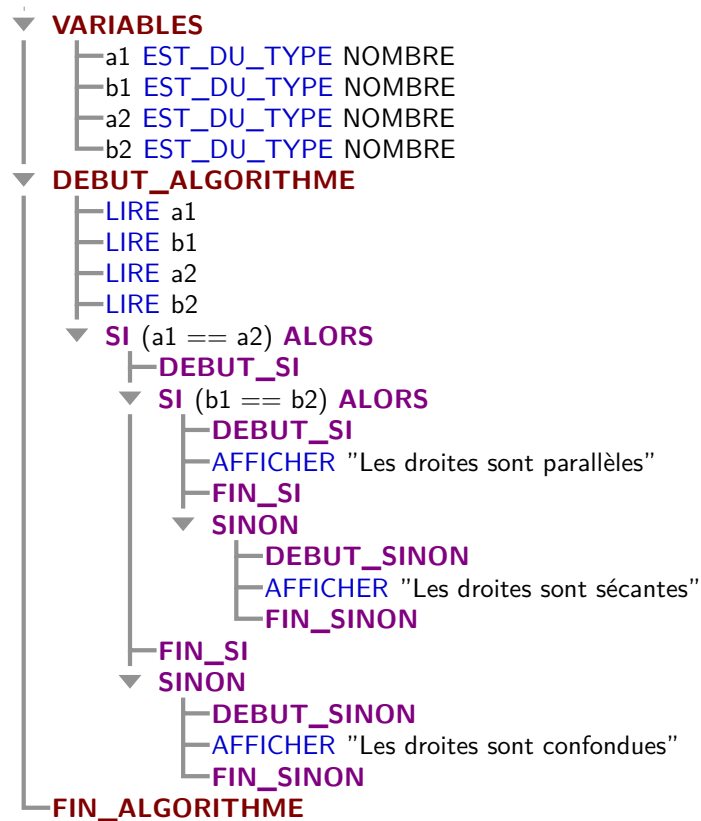 VARIABLES
a1 EST_DU_TYPE NOMBRE
b1 EST_DU_TYPE NOMBRE
a2 EST_DU_TYPE NOMBRE
b2 EST_DU_TYPE NOMBRE
DEBUT_ALGORITHME
LIRE a1
LIRE b1
LIRE a2
LIRE b2
SI (a1 == a2) ALORS
DEBUT_SI
SI (b1 == b2) ALORS
DEBUT_SI
AFFICHER ”Les droites sont parallèles”
FIN_SI
SINON
DEBUT_SINON
AFFICHER ”Les droites sont sécantes”
FIN_SINON
FIN_SI
SINON
DEBUT_SINON
AFFICHER ”Les droites sont confondues”
FIN_SINON
FIN_ALGORITHME